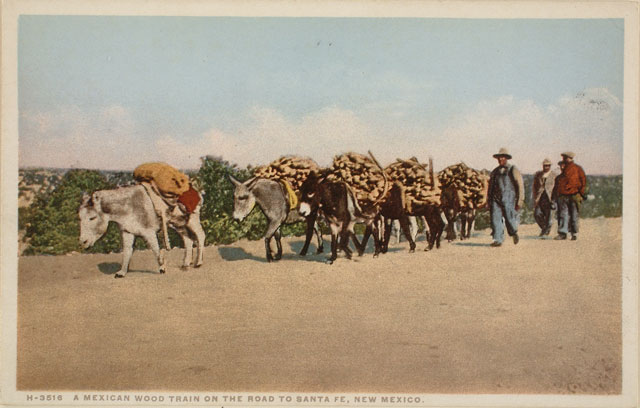 H-3516 A MEXICAN WOOD TRAIN ON THE ROAD TO SANTA FE, NEW MEXICO.